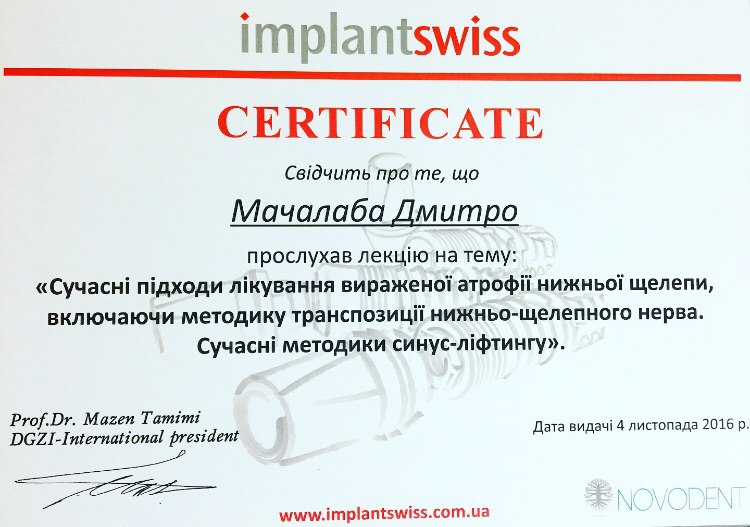 implantswiss
CERTIFICATE
Свідчить про те, що
Мачалаба Дмитро
прослухав лекцію на тему:
«Сучасні підходи лікування вираженої атрофії нижньої щелепи,
включаючи методику транспозиції нижньо-щелепного нерва.
Сучасні методики синус-ліфтингу».
Prof.Dr. Mazen Tamimi
DGZI-International president
Дата видачі 4 листопада 2016 р.
www.implantswiss.com.ua
NOVODENT